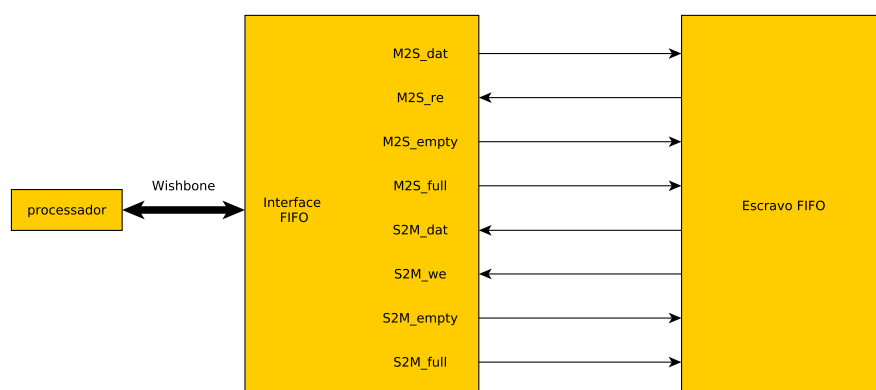 processador
Wishbone
Interface
FIFO
M2S_dat
M2S_re
M2S_empty
M2S_full
S2M_dat
S2M_we
S2M_empty
S2M_full
Escravo FIFO